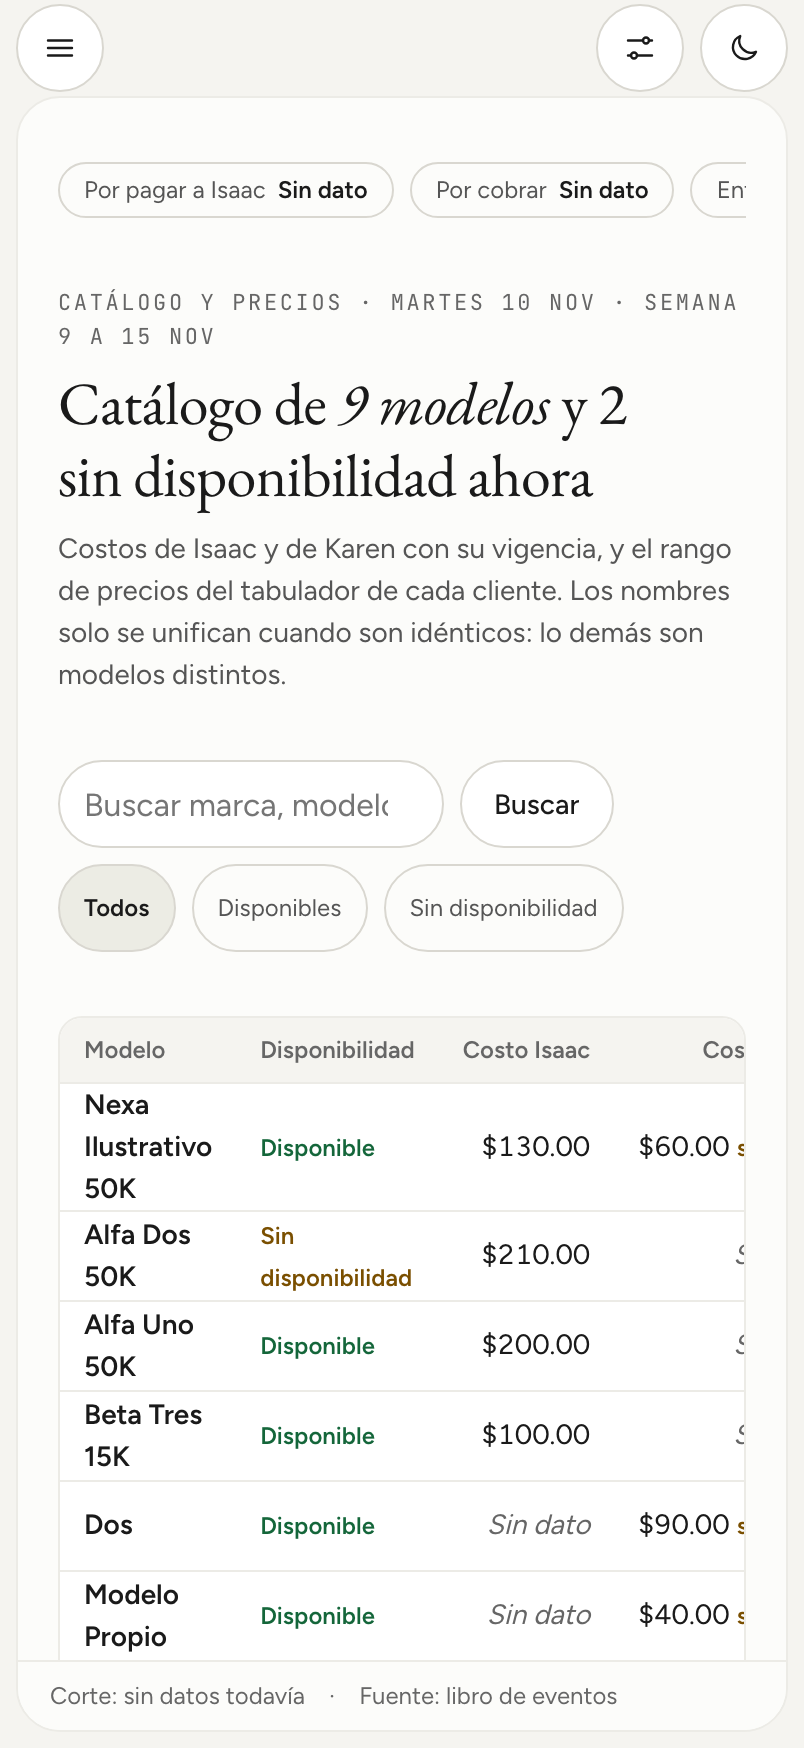 Por pagar a Isaac Sin dato
Por cobrar Sin dato
CATÁLOGO Y PRECIOS · MARTES 10 NOV · SEMANA
9 A 15 NOV
Catálogo de 9 modelos y 2
sin disponibilidad ahora
Costos de Isaac y de Karen con su vigencia, y el rango
de precios del tabulador de cada cliente. Los nombres
solo se unifican cuando son idénticos: lo demás son
modelos distintos.
Buscar marca,
Buscar
Todos Disponibles Sin disponibilidad
Modelo Disponibilidad Costo Isaac
Nexa
Ilustrativo
50K
Disponible $130.00 $60.00
Alfa Dos
50K
Sin
disponibilidad
$210.00
Alfa Uno
50K
Disponible $200.00
Beta Tres
15K
Disponible $100.00
Dos Disponible Sin dato $90.00
Modelo
Propio
Disponible Sin dato $40.00
Corte: sin datos todavía · Fuente: libro de eventos